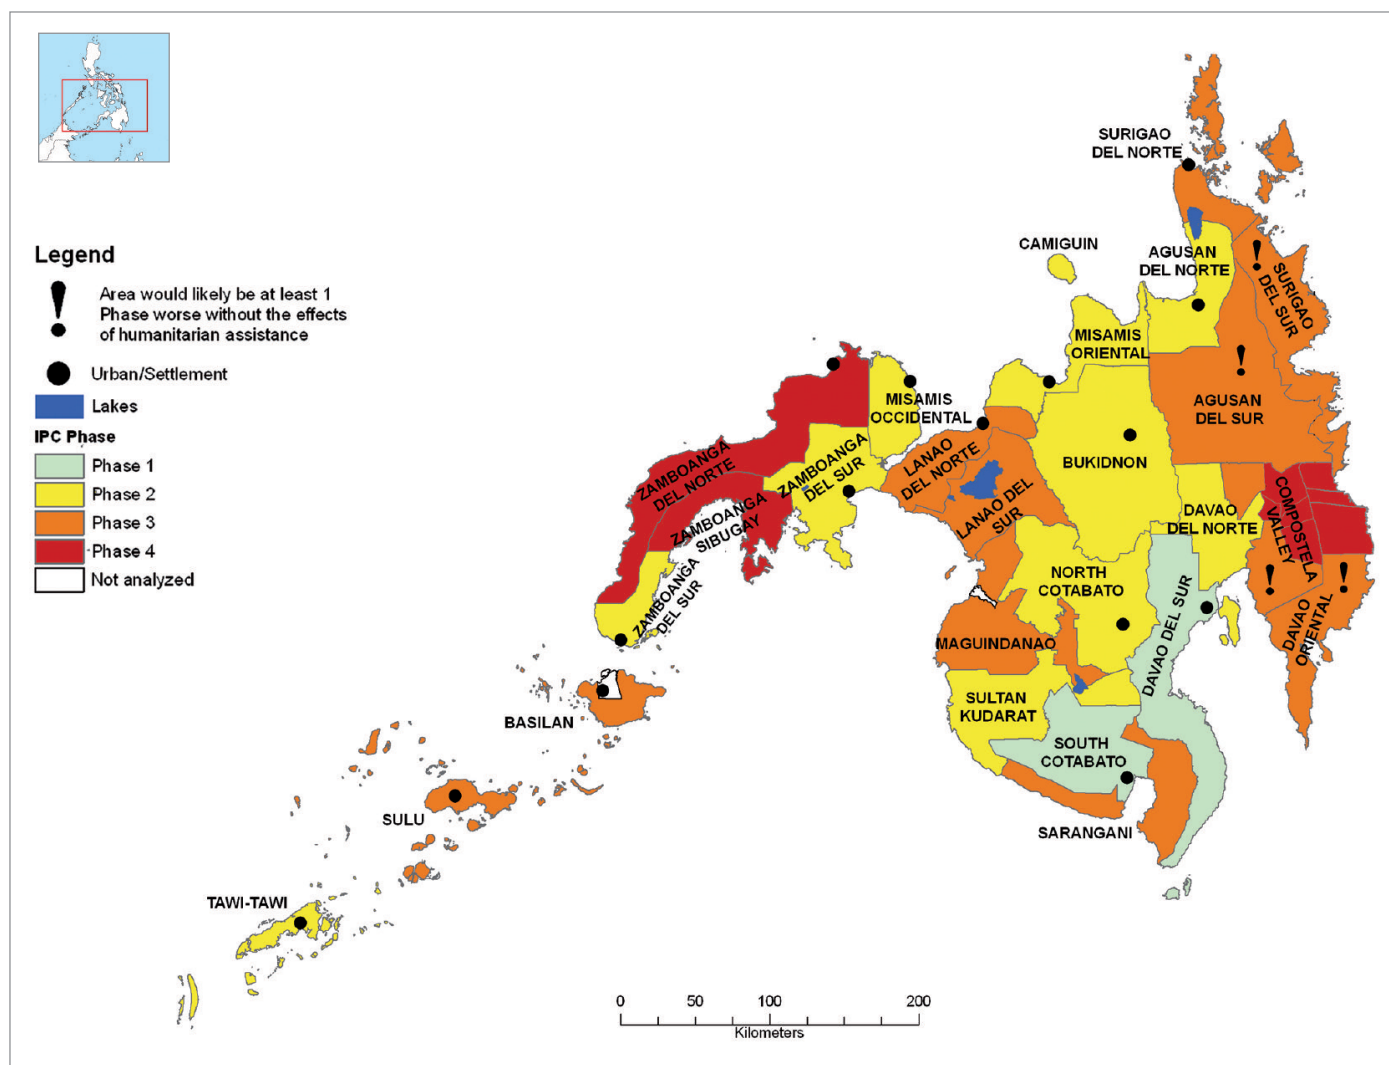 Legend
Area would likely be at least 1
Phase worse without the effects
of humanitarian assistance
Urban/Settlement
Lakes
IPC Phase
Phase 1
Phase 2
Phase 3
Phase 4
Not analyzed
SURIGAO
DEL NORTE
CAMIGUIN
AGUSAN
DEL NORTE
SURIGAO
DEL SUR
MISAMIS
ORIENTAL
MISAMIS
OCCIDENTAL
AGUSAN
DEL SUR
BUKIDNON
LANAO
DEL NORTE
LANAO DEL
SUR
ZAMBOANGA
DEL NORTE
ZAMBOANGA
DEL SUR
ZAMBOANGA
SIBUGAY
ZAMBOANGA
DEL SUR
DAVAO
DEL NORTE
COMPOSTELA
VALLEY
NORTH
COTABATO
DAVAO DEL SUR
DAVAO
ORIENTAL
MAGUINDANAO
SULTAN
KUDARAT
SOUTH
COTABATO
SARANGANI
BASILAN
SULU
TAWI-TAWI
0 50 100 200
Kilometers